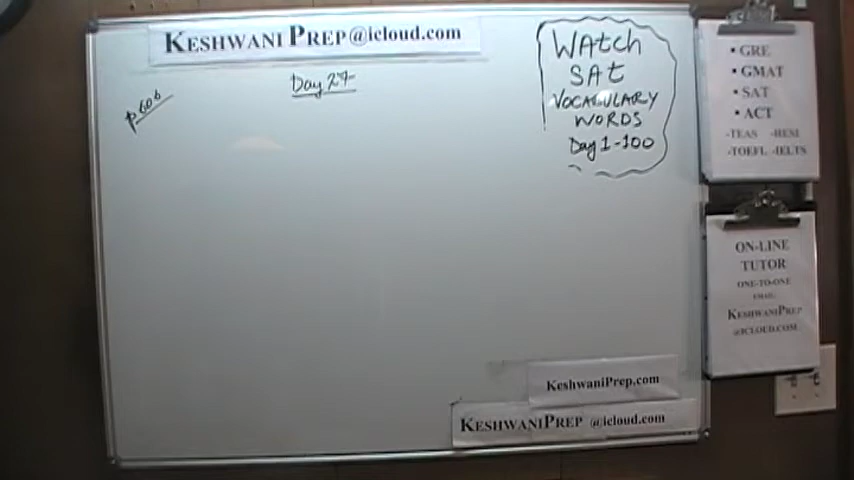 KESHWANI PREP@icloud.com
Day 27
p606
WAtch
SAt
VOCABULARY
WORDS
Day 1-100
• GRE
• GMAT
• SAT
• ACT
-TEAS -HESI
-TOEFL -IELTS
ON-LINE
TUTOR
ONE-TO-ONE
EMAIL:
KESHWANIPREP
@ICLOUD.COM
KeshwaniPrep.com
KESHWANIPREP @icloud.com